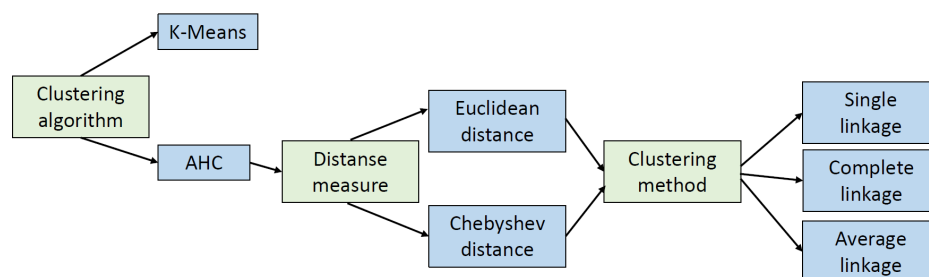 K-Means
Clustering
algorithm
AHC
Distanse
measure
Euclidean
distance
Chebyshev
distance
Clustering
method
Single
linkage
Complete
linkage
Average
linkage